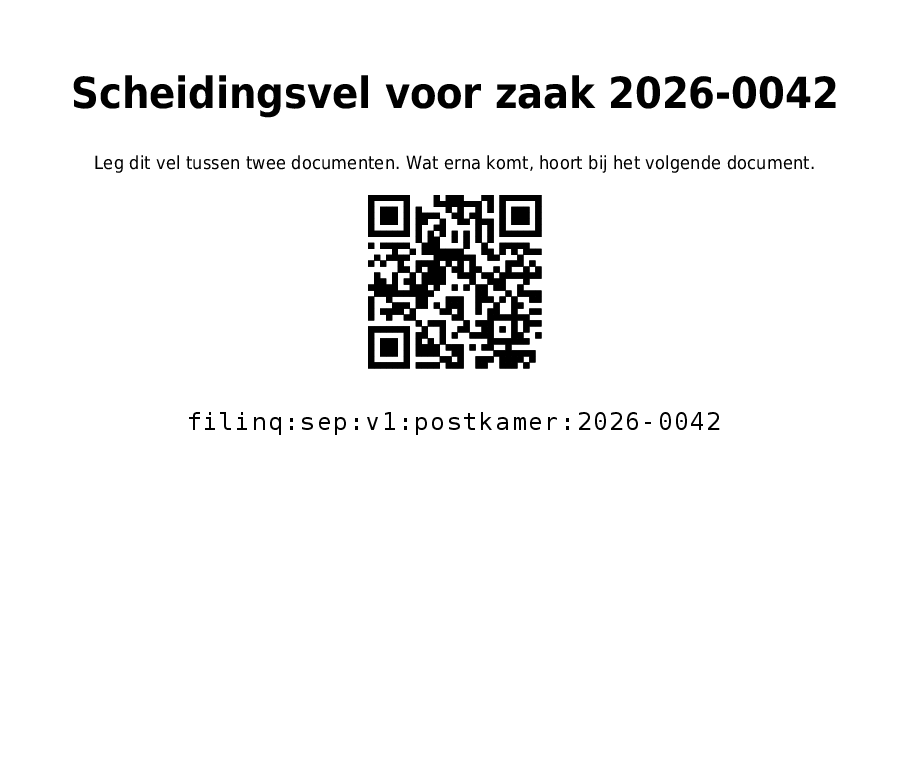 Scheidingsvel voor zaak 2026-0042
Leg dit vel tussen twee documenten. Wat erna komt, hoort bij het volgende document.
filinq:sep:v1:postkamer:2026-0042